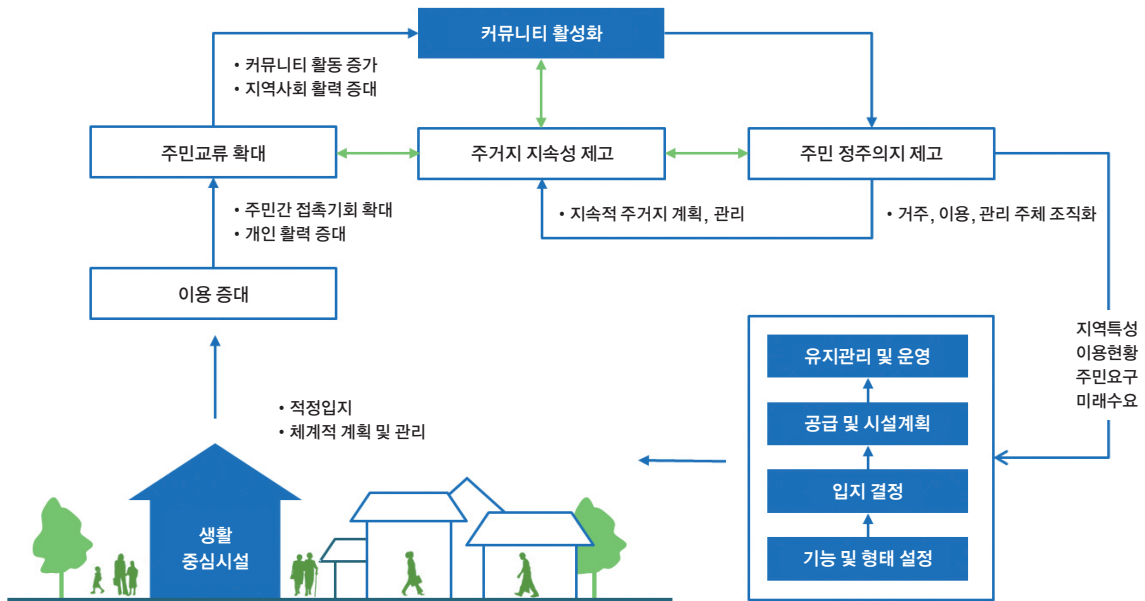 커뮤니티 활성화
• 커뮤니티 활동 증가
• 지역사회 활력 증대
주민교류 확대
주거지 지속성 제고
주민 정주의지 제고
• 주민간 접촉기회 확대
• 개인 활력 증대
• 지속적 주거지 계획, 관리
• 거주, 이용, 관리 주체 조직화
이용 증대
지역특성
이용현황
주민요구
미래수요
유지관리 및 운영
공급 및 시설계획
입지 결정
기능 및 형태 설정
• 적정입지
• 체계적 계획 및 관리
생활
중심시설